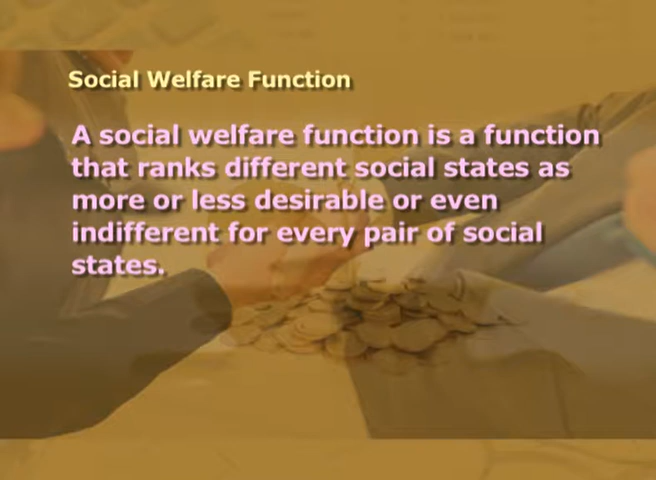 Social Welfare Function
A social welfare function is a function
that ranks different social states as
more or less desirable or even
indifferent for every pair of social
states.